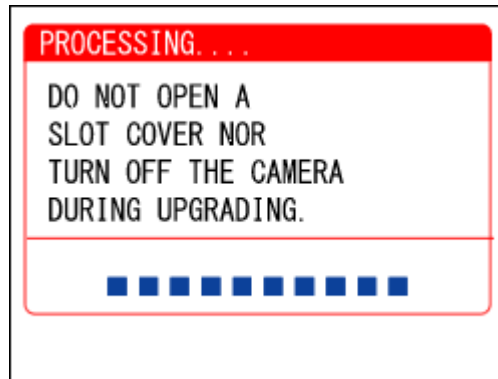 PROCESSING....
DO NOT OPEN A
SLOT COVER NOR
TURN OFF THE CAMERA
DURING UPGRADING.